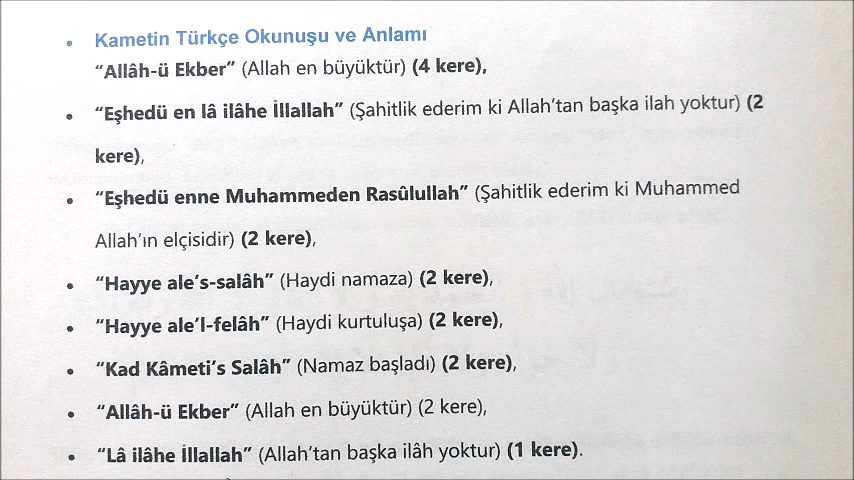 • Kametin Türkçe Okunuşu ve Anlamı
“Allâh-ü Ekber” (Allah en büyüktür) (4 kere),
• “Eşhedü en lâ ilâhe İllallah” (Şahitlik ederim ki Allah’tan başka ilah yoktur) (2
kere),
• “Eşhedü enne Muhammeden Rasûlullah” (Şahitlik ederim ki Muhammed
Allah’ın elçisidir) (2 kere),
• “Hayye ale’s-salâh” (Haydi namaza) (2 kere),
• “Hayye ale’l-felâh” (Haydi kurtuluşa) (2 kere),
• “Kad Kâmeti’s Salâh” (Namaz başladı) (2 kere),
• “Allâh-ü Ekber” (Allah en büyüktür) (2 kere),
• “Lâ ilâhe İllallah” (Allah’tan başka ilâh yoktur) (1 kere).